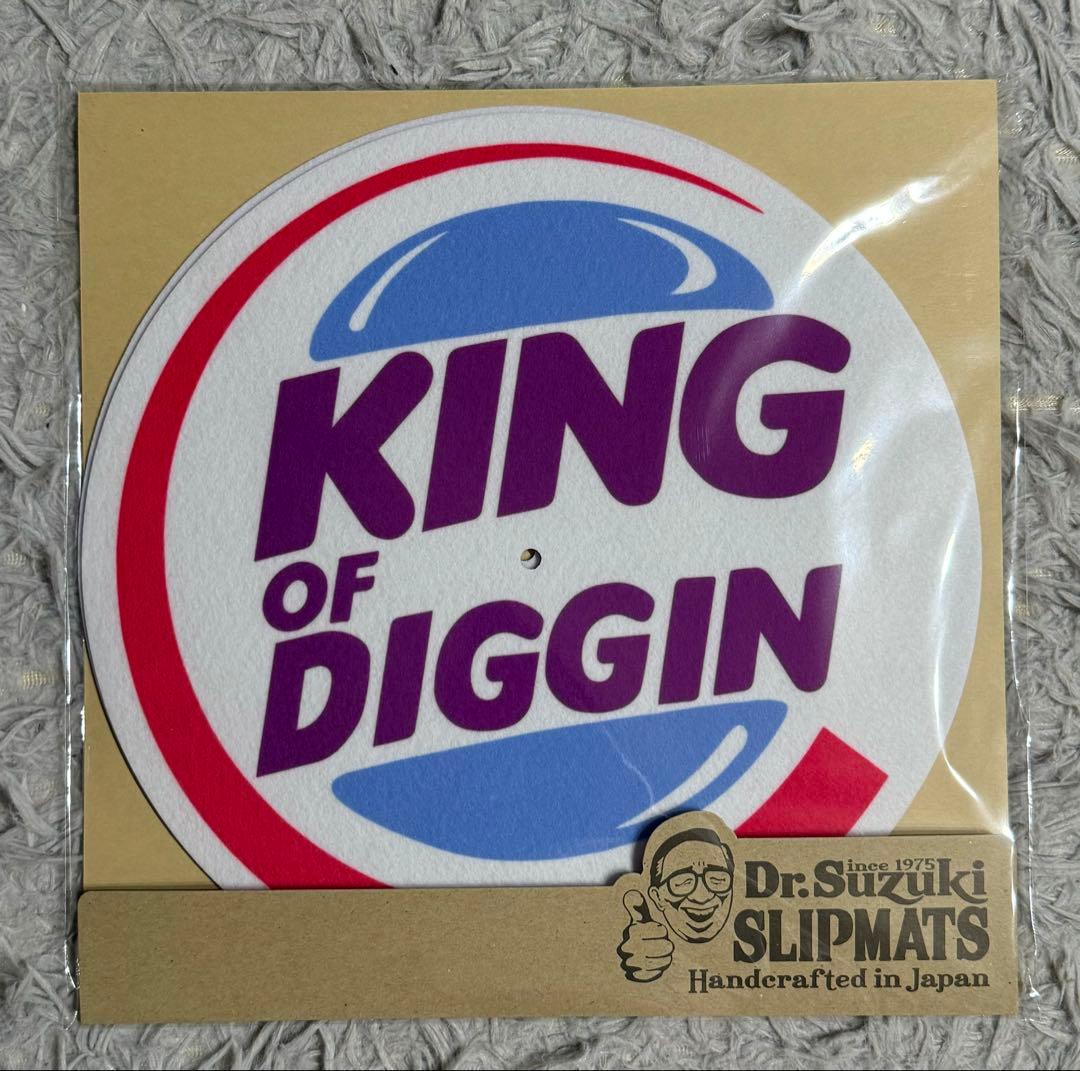 KING
OF
DIGGIN
since 1975
Dr. Suzuki
SLIPMATS
Handcrafted in Japan